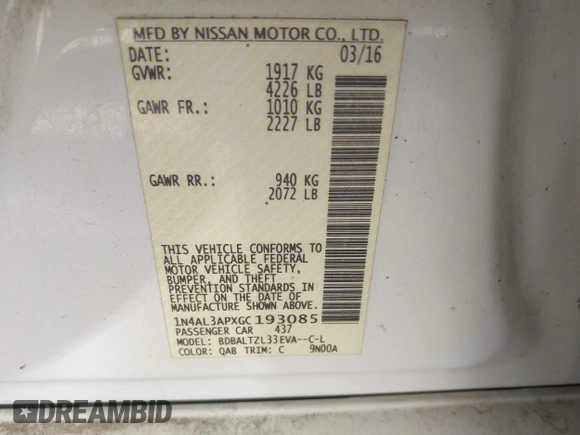 MFD BY NISSAN MOTOR CO., LTD.
DATE: 03/16
GVWR: 1917 KG
4226 LB
GAWR FR.: 1010 KG
2227 LB
GAWR RR.: 940 KG
2072 LB
THIS VEHICLE CONFORMS TO
ALL APPLICABLE FEDERAL
MOTOR VEHICLE SAFETY,
BUMPER, AND THEFT
PREVENTION STANDARDS IN
EFFECT ON THE DATE OF
MANUFACTURE SHOWN ABOVE.
1N4AL3APXGC193085
PASSENGER CAR 437
MODEL: BDBALTZL33EVA--C-L
COLOR: QAB TRIM: C 9N00A
DREAMBID